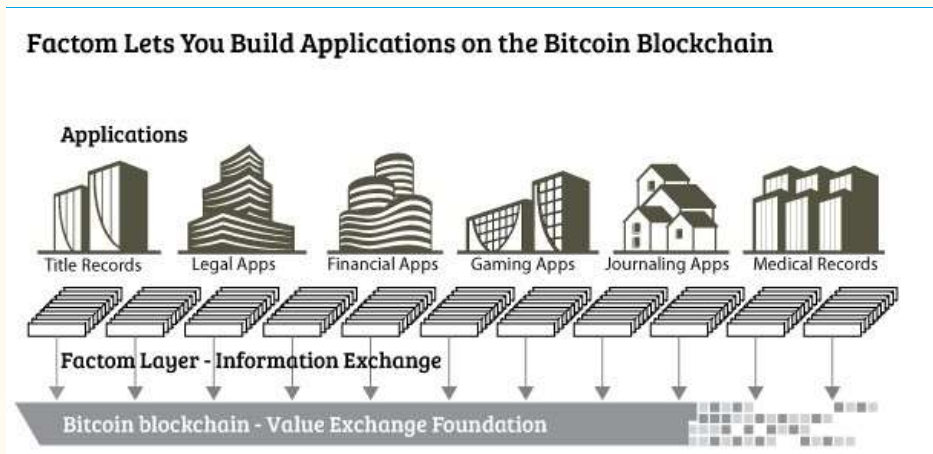 Factom Lets You Build Applications on the Bitcoin Blockchain
Applications
Title Records Legal Apps Financial Apps Gaming Apps Journaling Apps Medical Records
Factom Layer - Information Exchange
Bitcoin blockchain - Value Exchange Foundation